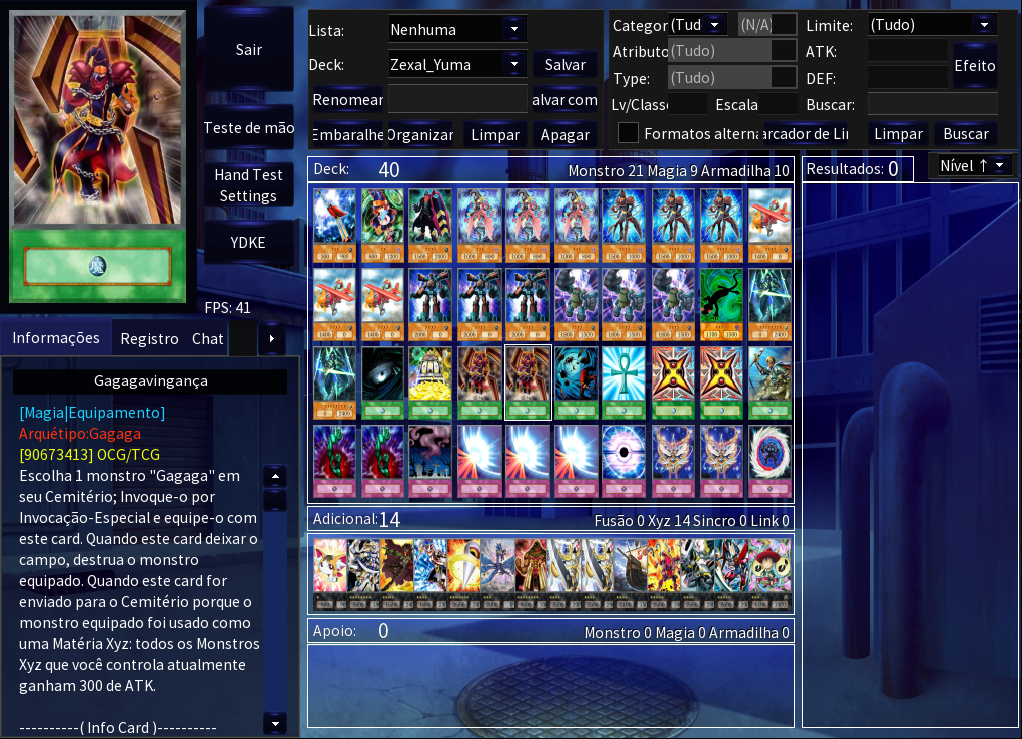 Sair
Teste de mão
Hand Test
Settings
YDKE
FPS: 41
Informações
Registro
Chat
Gagagavingança
[Magia|Equipamento]
Arquétipo:Gagaga
[90673413] OCG/TCG
Escolha 1 monstro "Gagaga" em
seu Cemitério; Invoque-o por
Invocação-Especial e equipe-o com
este card. Quando este card deixar o
campo, destrua o monstro
equipado. Quando este card for
enviado para o Cemitério porque o
monstro equipado foi usado como
uma Matéria Xyz: todos os Monstros
Xyz que você controla atualmente
ganham 300 de ATK.
----------( Info Card )----------
Lista: Nenhuma
Deck: Zexal_Yuma Salvar
Renomear alvar com
Embaralhe Organizar Limpar Apagar
Categor (Tud (N/A) Limite: (Tudo)
Atributo (Tudo) ATK: Efeito
Type: (Tudo) DEF:
Lv/Classe Escala Buscar:
Formatos alterna arcador de Lin Limpar Buscar
Deck: 40 Monstro 21 Magia 9 Armadilha 10
Resultados: 0 Nível ↑
Adicional: 14 Fusão 0 Xyz 14 Sincro 0 Link 0
Apoio: 0 Monstro 0 Magia 0 Armadilha 0